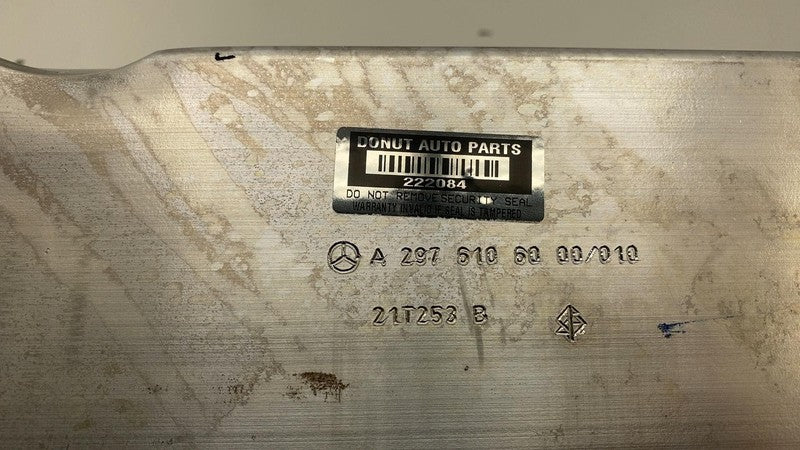 DONUT AUTO PARTS
222084
DO NOT REMOVE SECURITY SEAL
WARRANTY INVALID IF SEAL IS TAMPERED
A 297 610 60 00/010
21T253 B